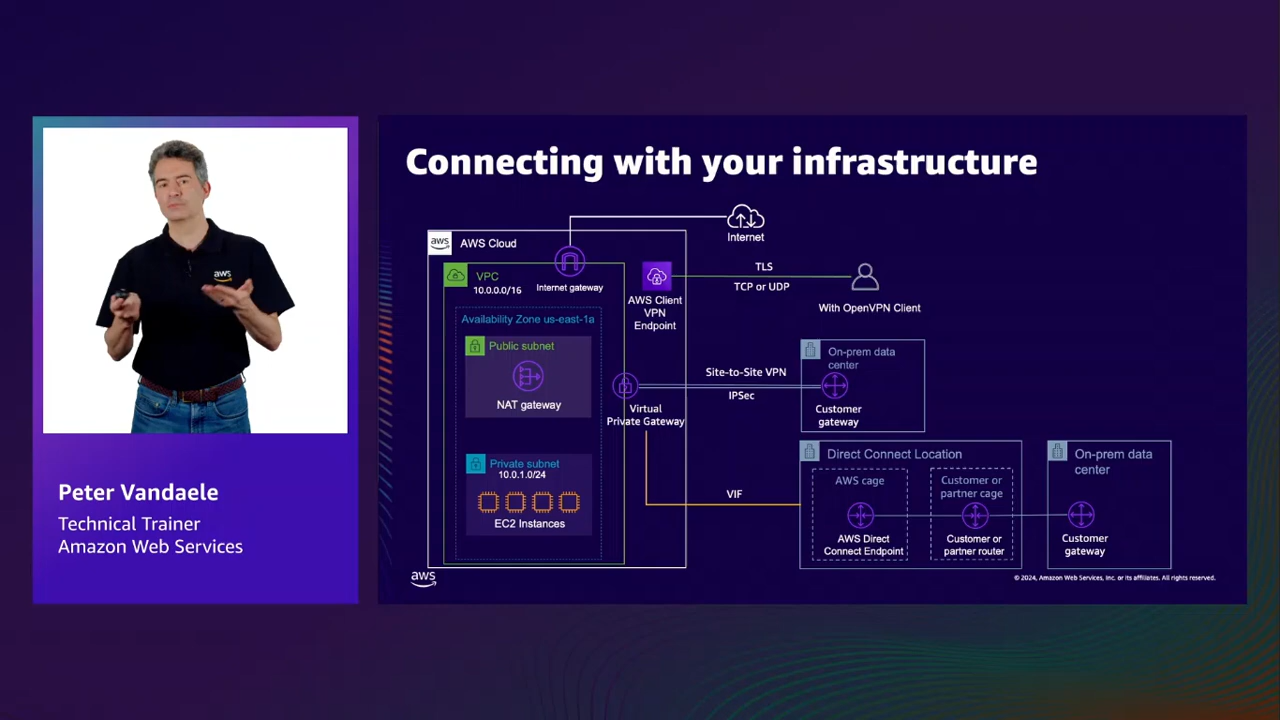 aws
Peter Vandaele
Technical Trainer
Amazon Web Services
Connecting with your infrastructure
Internet
aws
AWS Cloud
VPC
10.0.0.0/16
Internet gateway
AWS Client
VPN
Endpoint
TLS
TCP or UDP
With OpenVPN Client
Availability Zone us-east-1a
Public subnet
NAT gateway
Virtual
Private Gateway
Site-to-Site VPN
IPSec
On-prem data
center
Customer
gateway
Private subnet
10.0.1.0/24
EC2 Instances
VIF
Direct Connect Location
AWS cage
AWS Direct
Connect Endpoint
Customer or
partner cage
Customer or
partner router
On-prem data
center
Customer
gateway
aws
© 2024, Amazon Web Services, Inc. or its affiliates. All rights reserved.